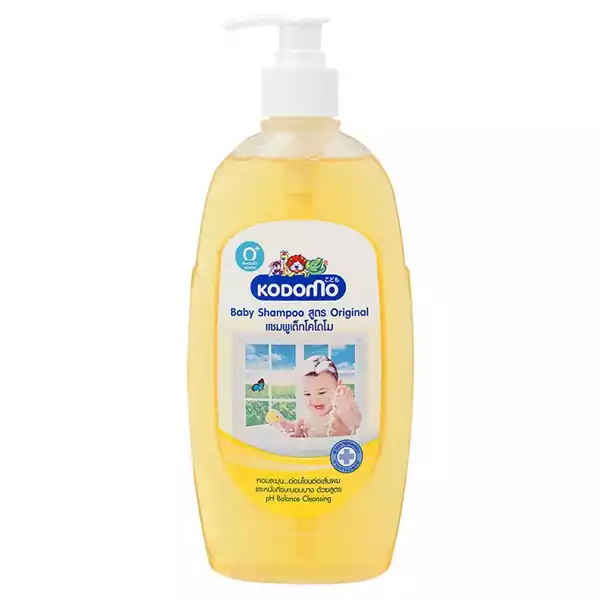 0+
こども
KODOMO
Baby Shampoo สูตร Original
แชมพูเด็กโคโดโม
หอมละมุน...อ่อนโยนต่อเส้นผม
และหนังศีรษะบอบบาง ด้วยสูตร
pH Balance Cleansing